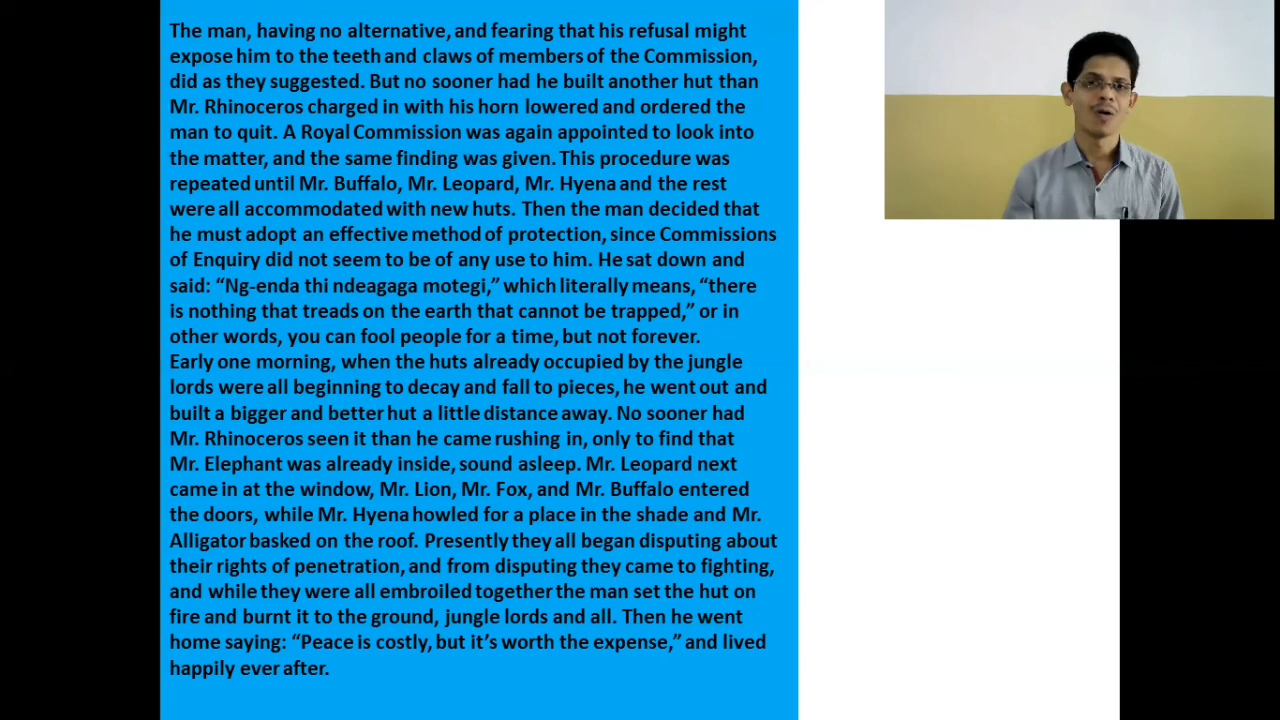 The man, having no alternative, and fearing that his refusal might
expose him to the teeth and claws of members of the Commission,
did as they suggested. But no sooner had he built another hut than
Mr. Rhinoceros charged in with his horn lowered and ordered the
man to quit. A Royal Commission was again appointed to look into
the matter, and the same finding was given. This procedure was
repeated until Mr. Buffalo, Mr. Leopard, Mr. Hyena and the rest
were all accommodated with new huts. Then the man decided that
he must adopt an effective method of protection, since Commissions
of Enquiry did not seem to be of any use to him. He sat down and
said: “Ng-enda thi ndeagaga motegi,” which literally means, “there
is nothing that treads on the earth that cannot be trapped,” or in
other words, you can fool people for a time, but not forever.
Early one morning, when the huts already occupied by the jungle
lords were all beginning to decay and fall to pieces, he went out and
built a bigger and better hut a little distance away. No sooner had
Mr. Rhinoceros seen it than he came rushing in, only to find that
Mr. Elephant was already inside, sound asleep. Mr. Leopard next
came in at the window, Mr. Lion, Mr. Fox, and Mr. Buffalo entered
the doors, while Mr. Hyena howled for a place in the shade and Mr.
Alligator basked on the roof. Presently they all began disputing about
their rights of penetration, and from disputing they came to fighting,
and while they were all embroiled together the man set the hut on
fire and burnt it to the ground, jungle lords and all. Then he went
home saying: “Peace is costly, but it’s worth the expense,” and lived
happily ever after.